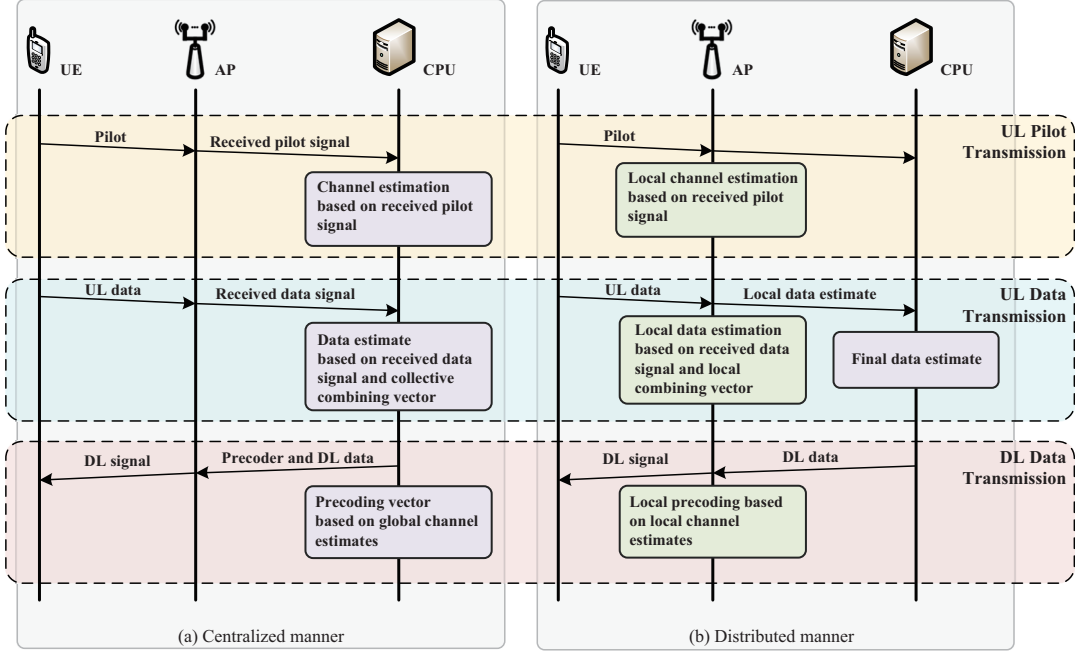 UE
AP
CPU
UE
AP
CPU
Pilot
Received pilot signal
Pilot
UL Pilot
Transmission
Channel estimation
based on received pilot
signal
Local channel estimation
based on received pilot
signal
UL data
Received data signal
UL data
Local data estimate
UL Data
Transmission
Data estimate
based on received data
signal and collective
combining vector
Local data estimation
based on received data
signal and local
combining vector
Final data estimate
DL signal
Precoder and DL data
DL signal
DL data
DL Data
Transmission
Precoding vector
based on global channel
estimates
Local precoding based
on local channel
estimates
(a) Centralized manner
(b) Distributed manner